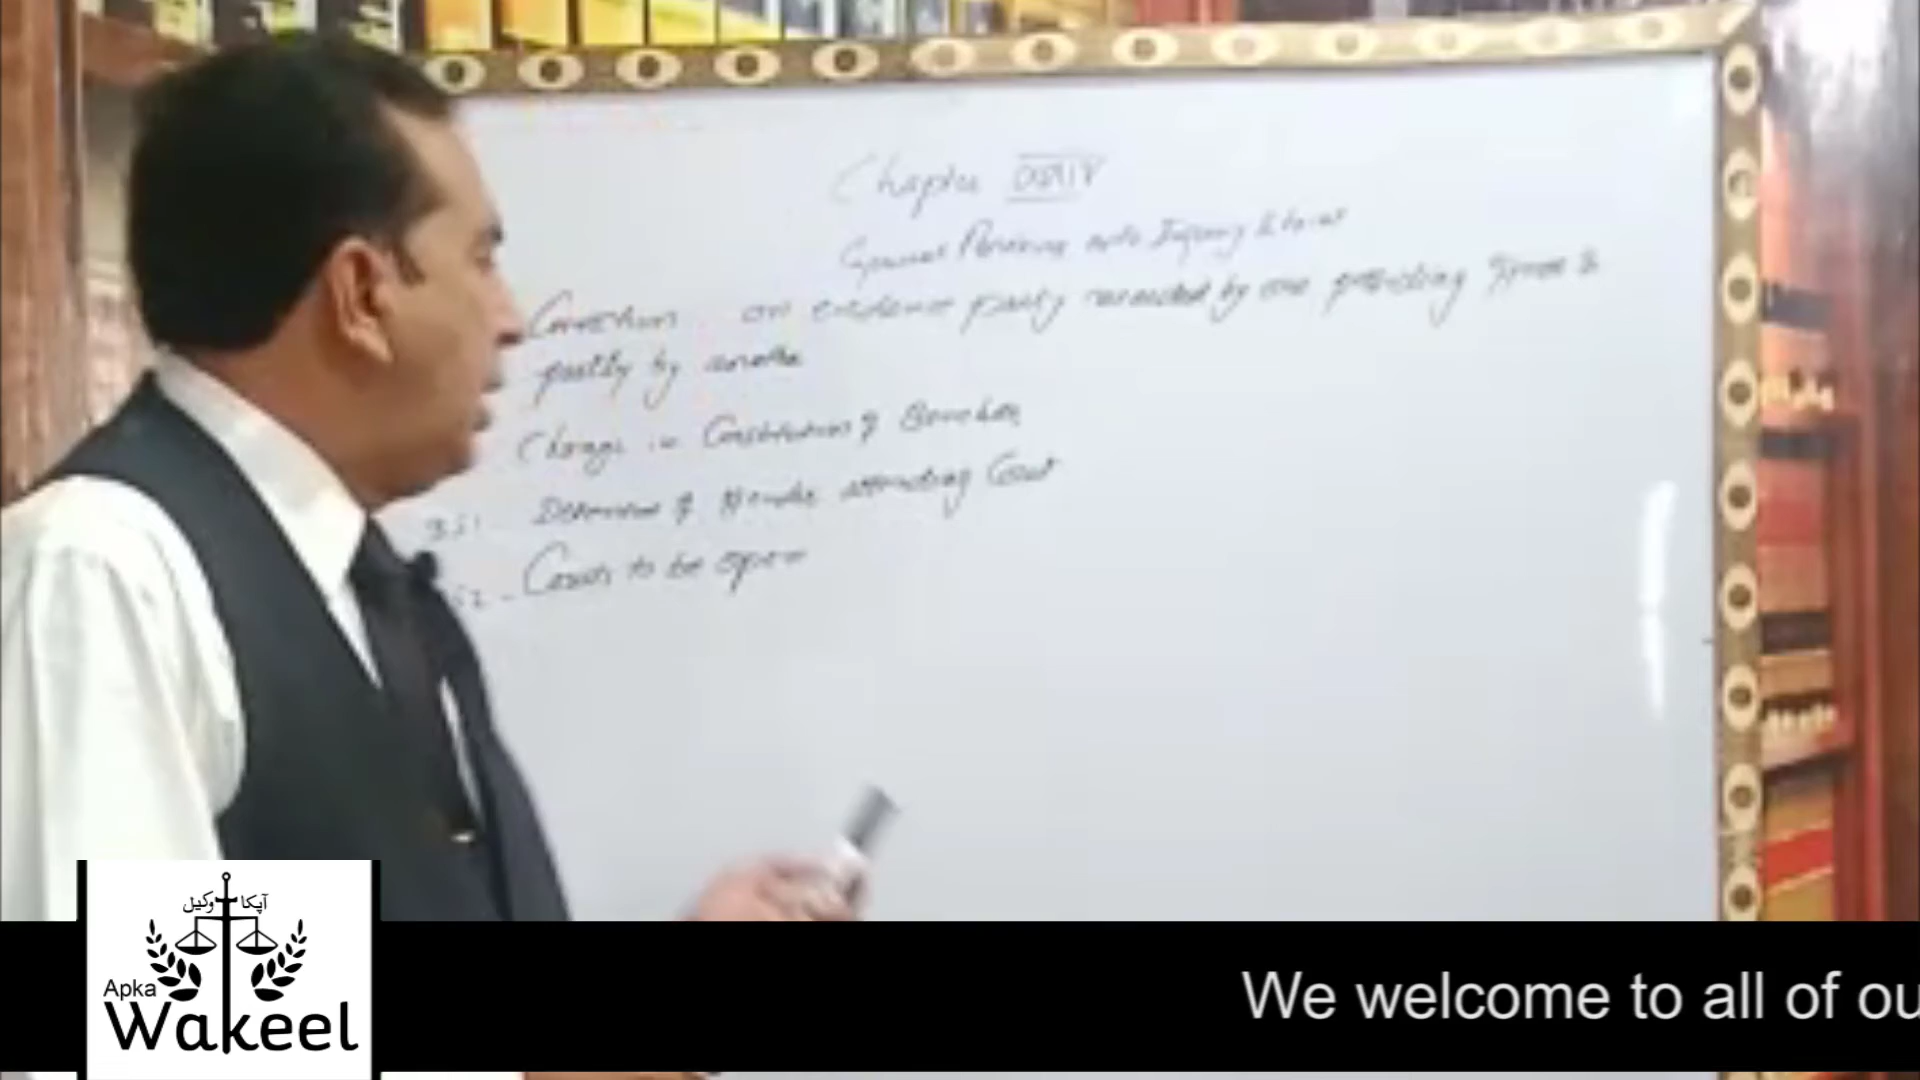 Chapter XXIV
General Provisions as to Inquiry & trial
Conviction on evidence partly recorded by one presiding officer &
partly by another
Change in Constitution of Benches
351 Detention of offender attending Court
352 - Courts to be open
آپکا وکیل
Apka
Wakeel
We welcome to all of ou